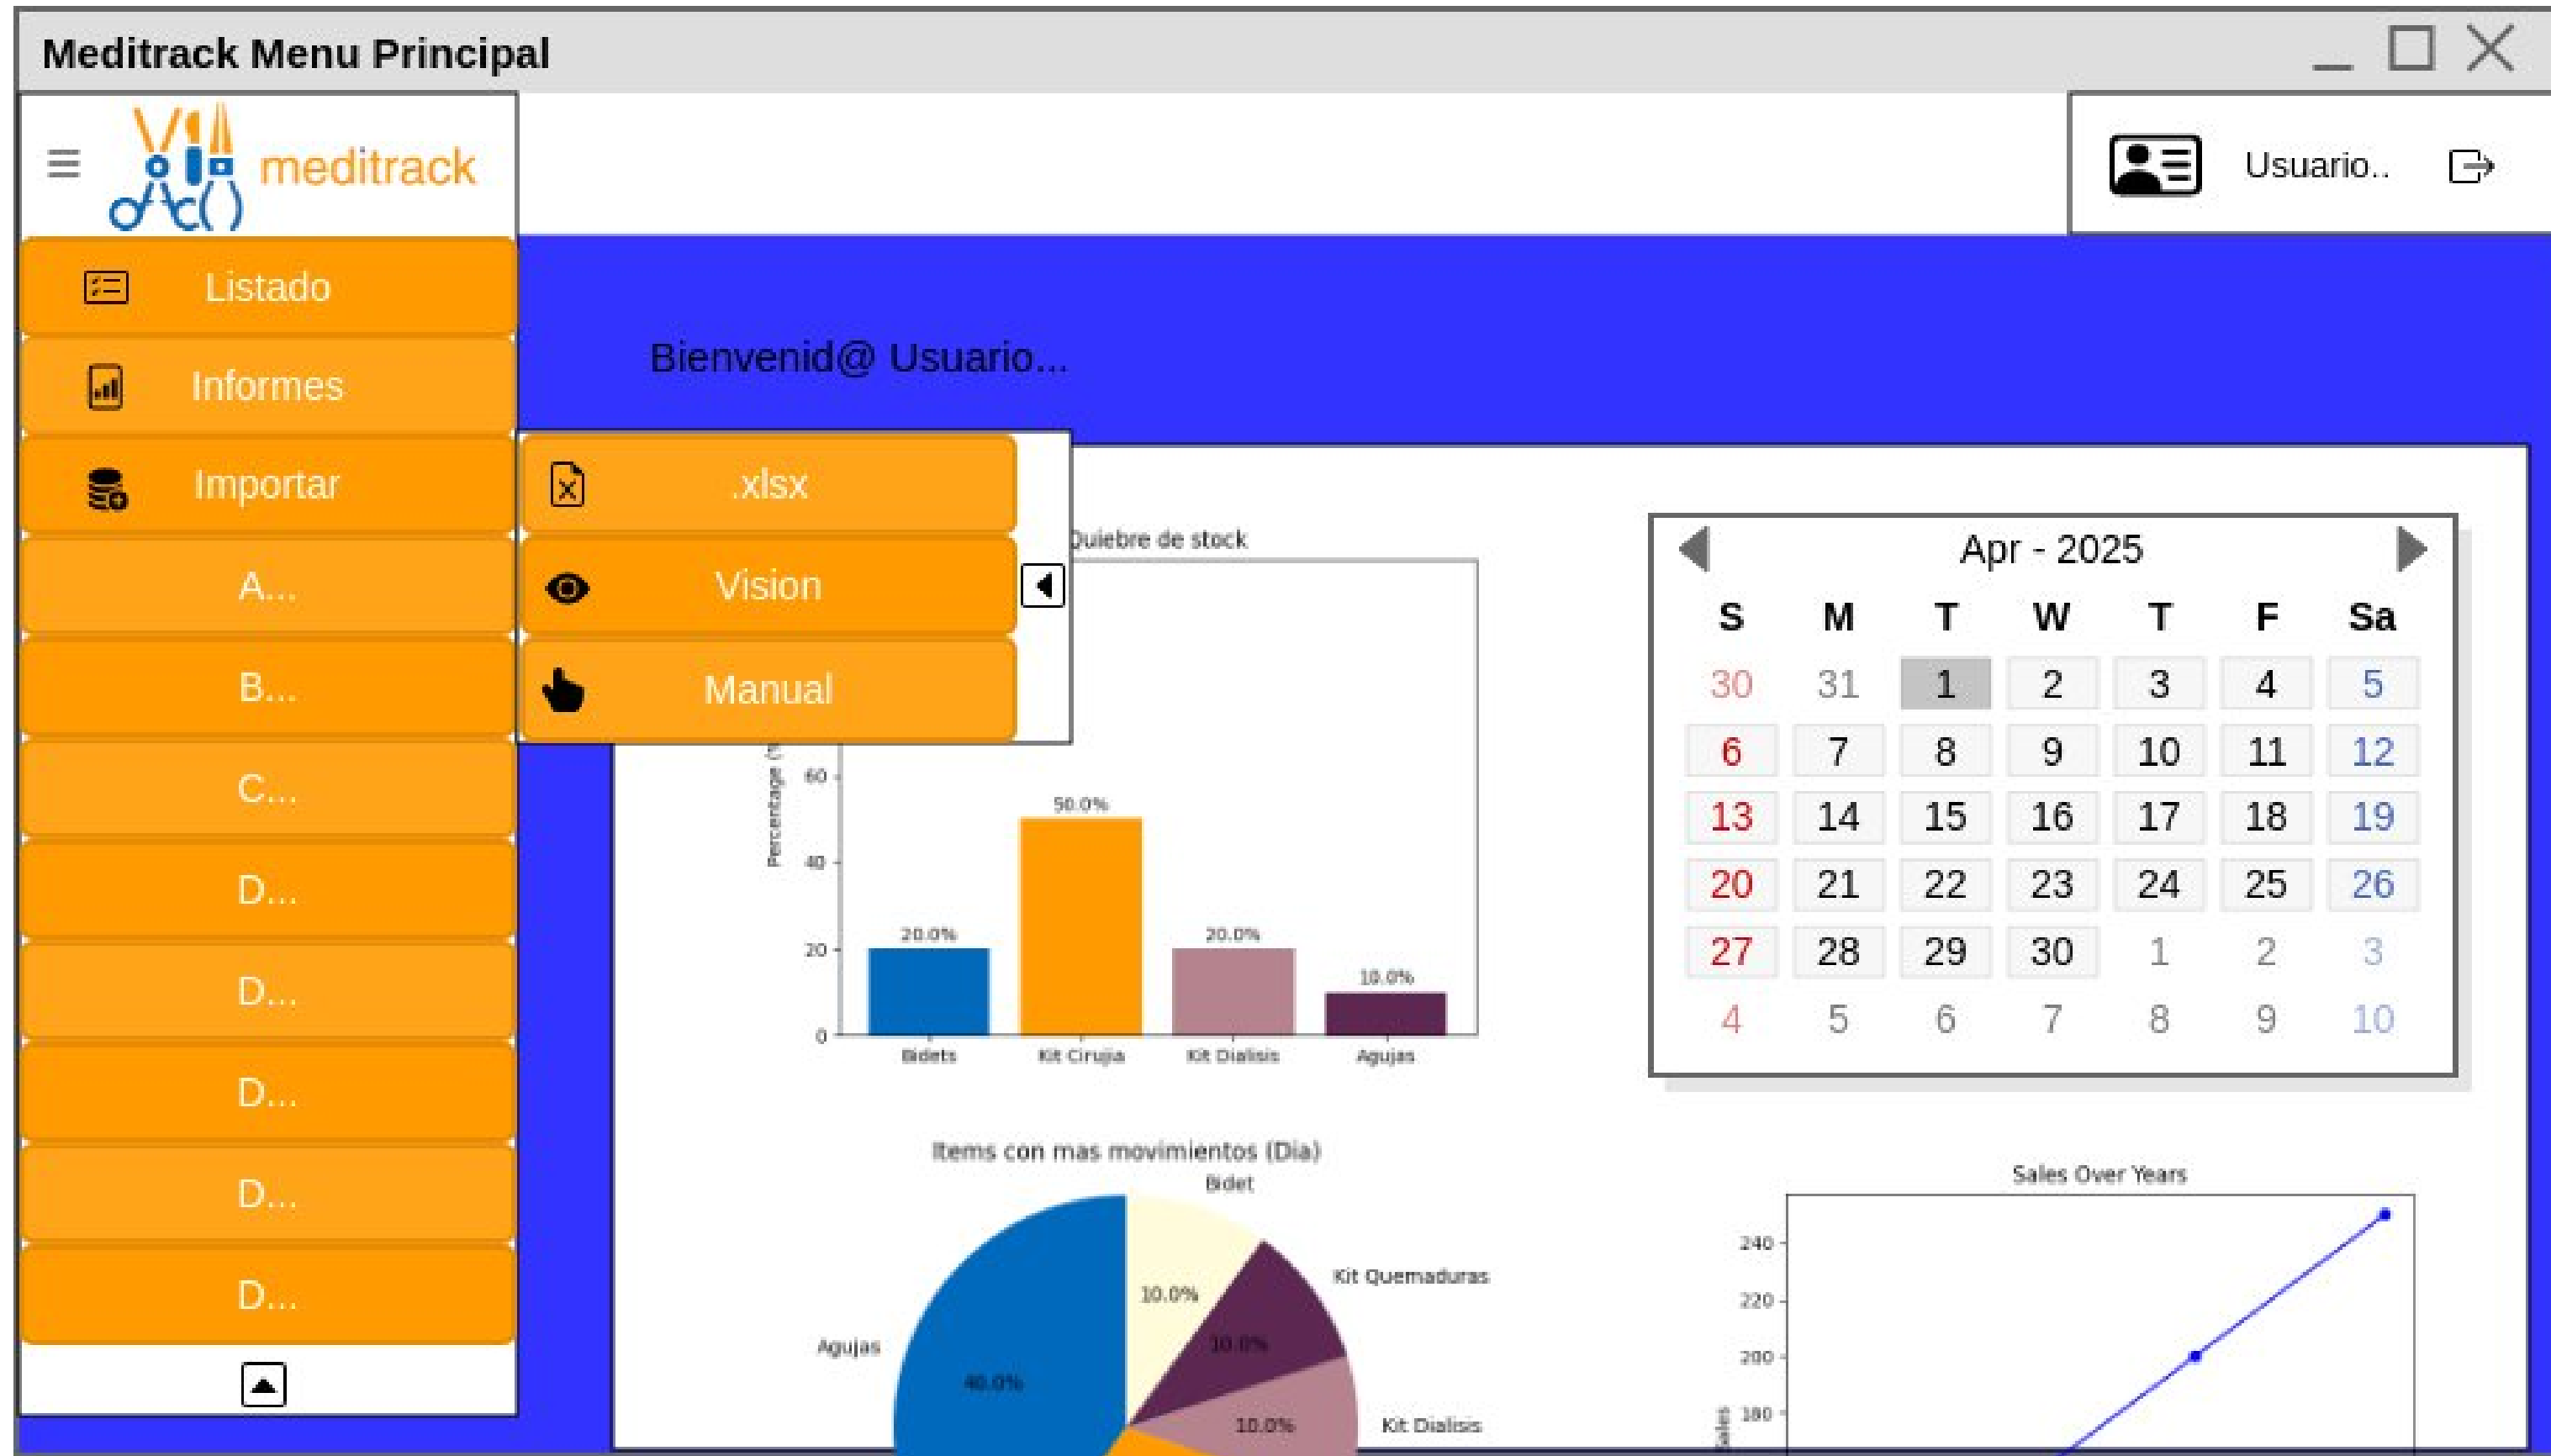 Meditrack Menu Principal
meditrack
Usuario..
Listado
Informes
Importar
A...
B...
C...
D...
D...
D...
D...
D...
Bienvenid@ Usuario...
.xlsx
Vision
Manual
Quiebre de stock
Percentage
60
40
20
0
20.0%
50.0%
20.0%
10.0%
Bidets
Kit Cirujia
Kit Dialisis
Agujas
Apr - 2025
S M T W T F Sa
30 31 1 2 3 4 5
6 7 8 9 10 11 12
13 14 15 16 17 18 19
20 21 22 23 24 25 26
27 28 29 30 1 2 3
4 5 6 7 8 9 10
Items con mas movimientos (Dia)
Bidet
Kit Quemaduras
Agujas
Kit Dialisis
10.0%
10.0%
40.0%
10.0%
Sales Over Years
240
220
200
180
Sales